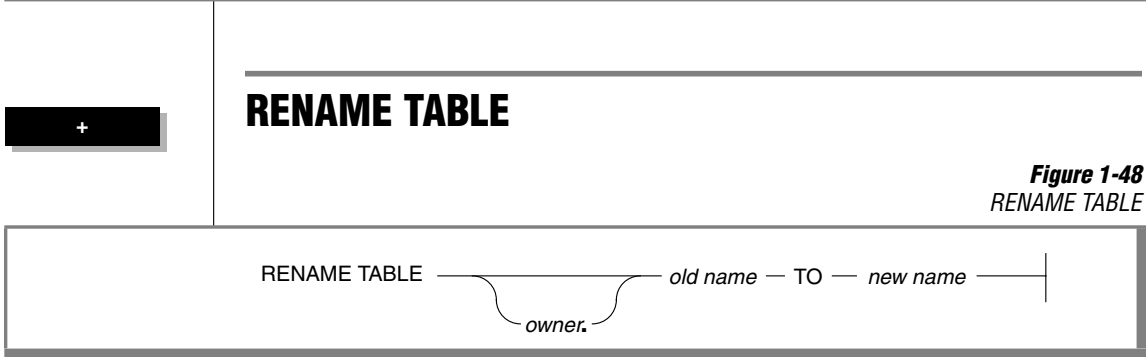 +
RENAME TABLE
Figure 1-48
RENAME TABLE
RENAME TABLE old name TO new name
owner.